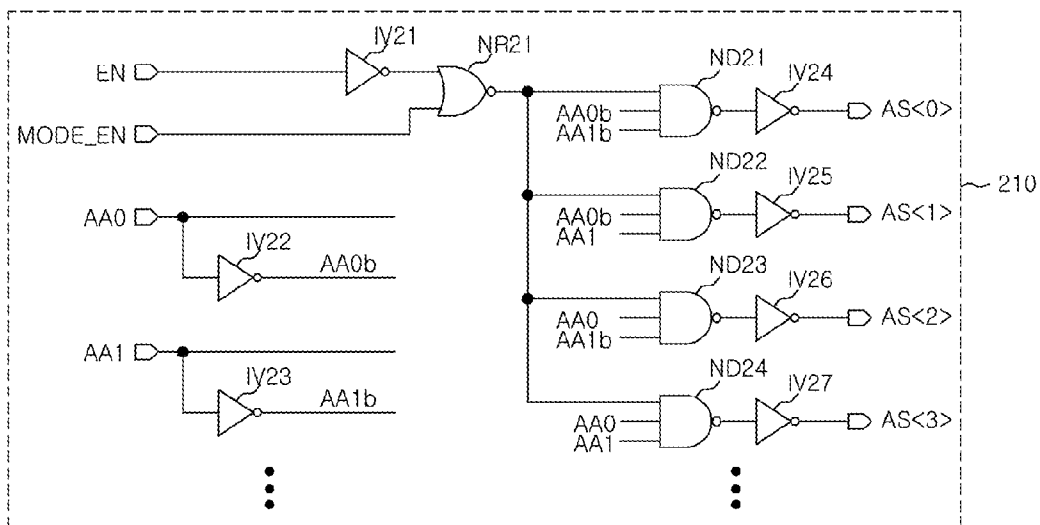 IV21
NR21
EN
MODE_EN
ND21
IV24
AA0b
AA1b
AS<0>
ND22
IV25
AA0b
AA1
AS<1>
210
AA0
IV22
AA0b
ND23
IV26
AA0
AA1b
AS<2>
AA1
IV23
AA1b
ND24
IV27
AA0
AA1
AS<3>